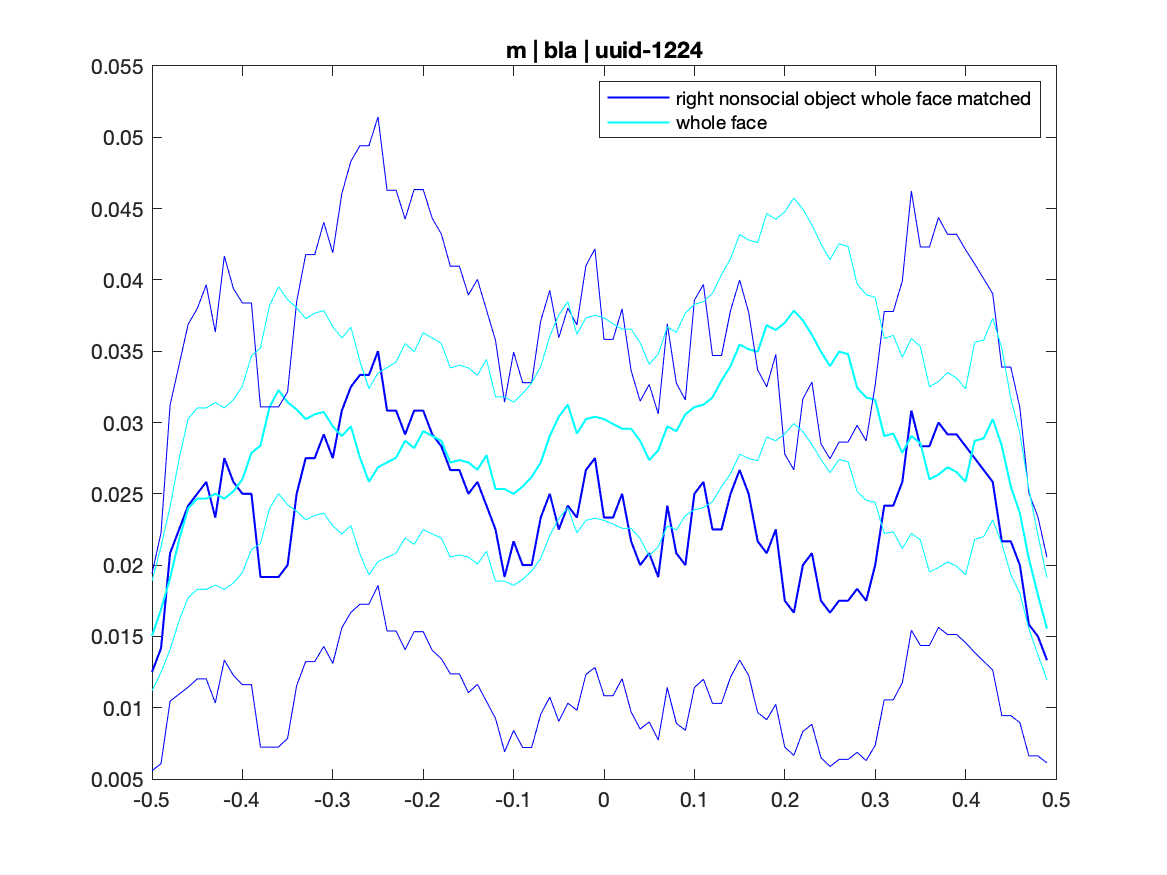 m | bla | uuid-1224
right nonsocial object whole face matched
whole face
0.055
0.05
0.045
0.04
0.035
0.03
0.025
0.02
0.015
0.01
0.005
-0.5 -0.4 -0.3 -0.2 -0.1 0 0.1 0.2 0.3 0.4 0.5